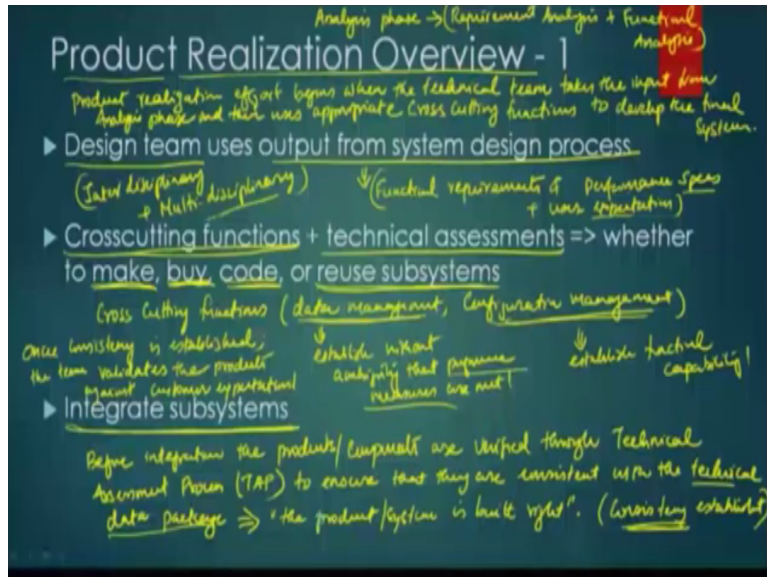 Analysis phase → (Requirement Analysis + Functional
Analysis)
Product Realization Overview - 1
Product realization effort begins when the technical team takes the input from
Analysis phase and then uses appropriate cross cutting functions to develop the final
System.
▶ Design team uses output from system design process
(Inter disciplinary
+ Multi-disciplinary)
⇓ (Functional requirements & performance specs
+ users expectation)
▶ Crosscutting functions + technical assessments => whether
to make, buy, code, or reuse subsystems
Cross Cutting functions (data management, Configuration management)
Once consistency is established,
the team validates the products
against customer expectation!
⇓ establish without
ambiguity that performance
measures are met!
⇓ establish functional
capability!
▶ Integrate subsystems
Before integration the products/components are verified through Technical
Assessment Process (TAP) to ensure that they are consistent with the technical
data package ⇒ "the product/system is built right". (Consistency established)